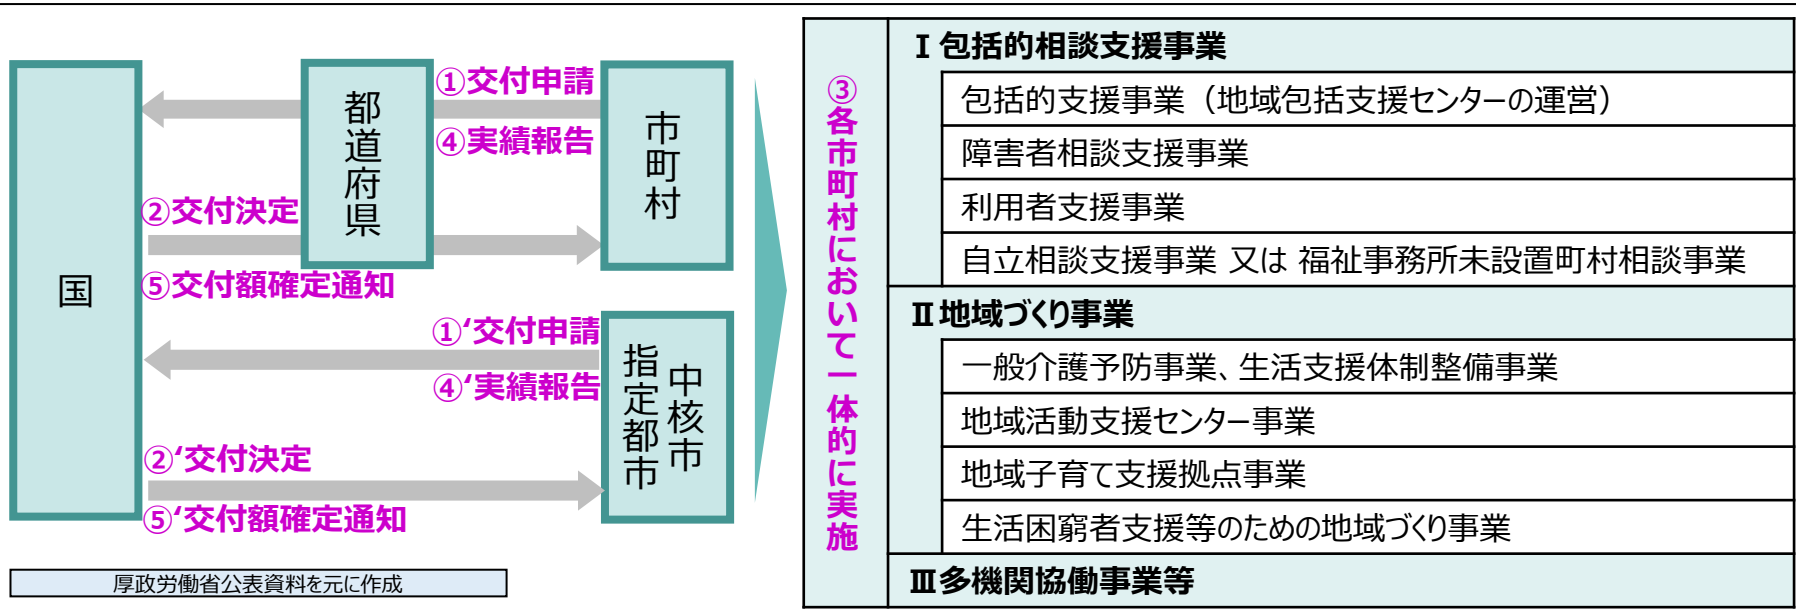 国
都道府県
市町村
①交付申請
④実績報告
②交付決定
⑤交付額確定通知
指定都市
中核市
①‘交付申請
④‘実績報告
②‘交付決定
⑤‘交付額確定通知
厚政労働省公表資料を元に作成
③各市町村において一体的に実施
Ⅰ包括的相談支援事業
包括的支援事業（地域包括支援センターの運営）
障害者相談支援事業
利用者支援事業
自立相談支援事業 又は 福祉事務所未設置町村相談事業
Ⅱ地域づくり事業
一般介護予防事業、生活支援体制整備事業
地域活動支援センター事業
地域子育て支援拠点事業
生活困窮者支援等のための地域づくり事業
Ⅲ多機関協働事業等